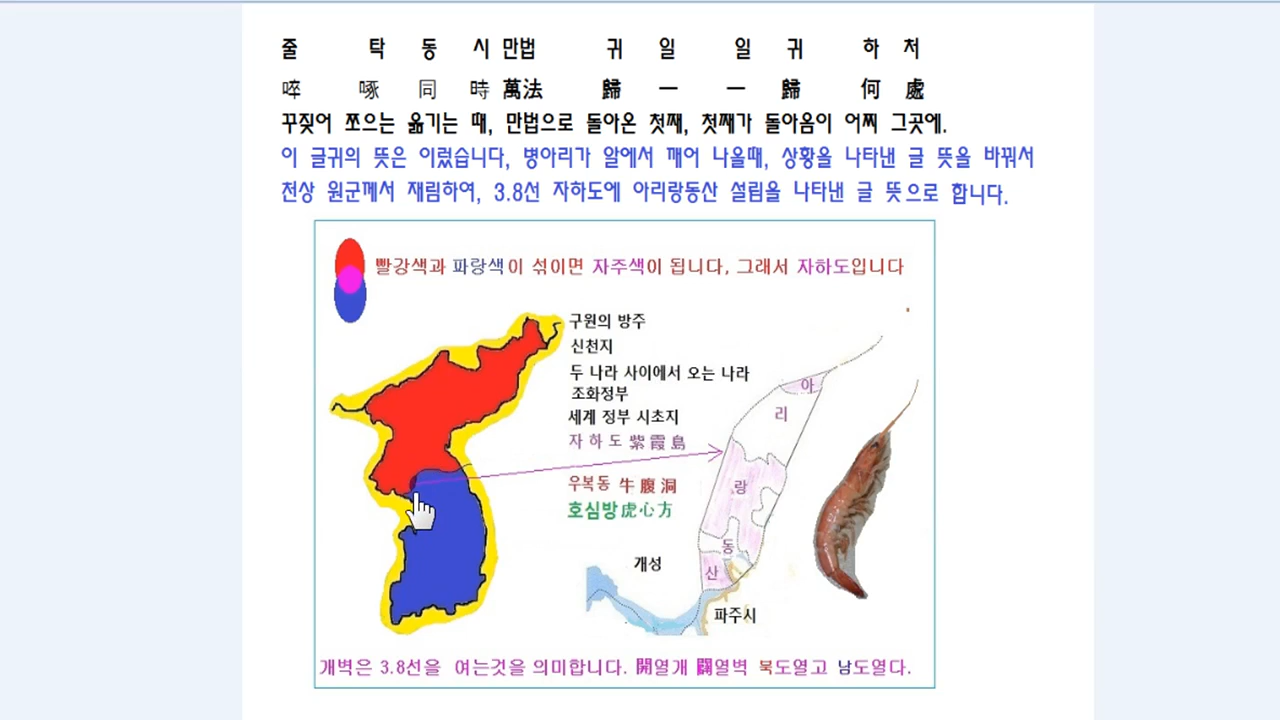 줄 탁 동 시 만법 귀 일 일 귀 하 처
啐 啄 同 時 萬法 歸 一 一 歸 何 處
꾸짖어 쪼으는 옮기는 때, 만법으로 돌아온 첫째, 첫째가 돌아옴이 어찌 그곳에.
이 글귀의 뜻은 이렀습니다, 병아리가 알에서 깨어 나올때, 상황을 나타낸 글 뜻을 바꿔서
천상 원군께서 재림하여, 3.8선 자하도에 아리랑동산 설립을 나타낸 글 뜻으로 합니다.
빨강색과 파랑색이 섞이면 자주색이 됩니다, 그래서 자하도입니다
구원의 방주
신천지
두 나라 사이에서 오는 나라
조화정부
세계 정부 시초지
자하도 紫霞島
우복동 牛腹洞
호심방虎心方
아
리
랑
동
산
개성
파주시
개벽은 3.8선을 여는것을 의미합니다. 開열개 闢열벽 북도열고 남도열다.